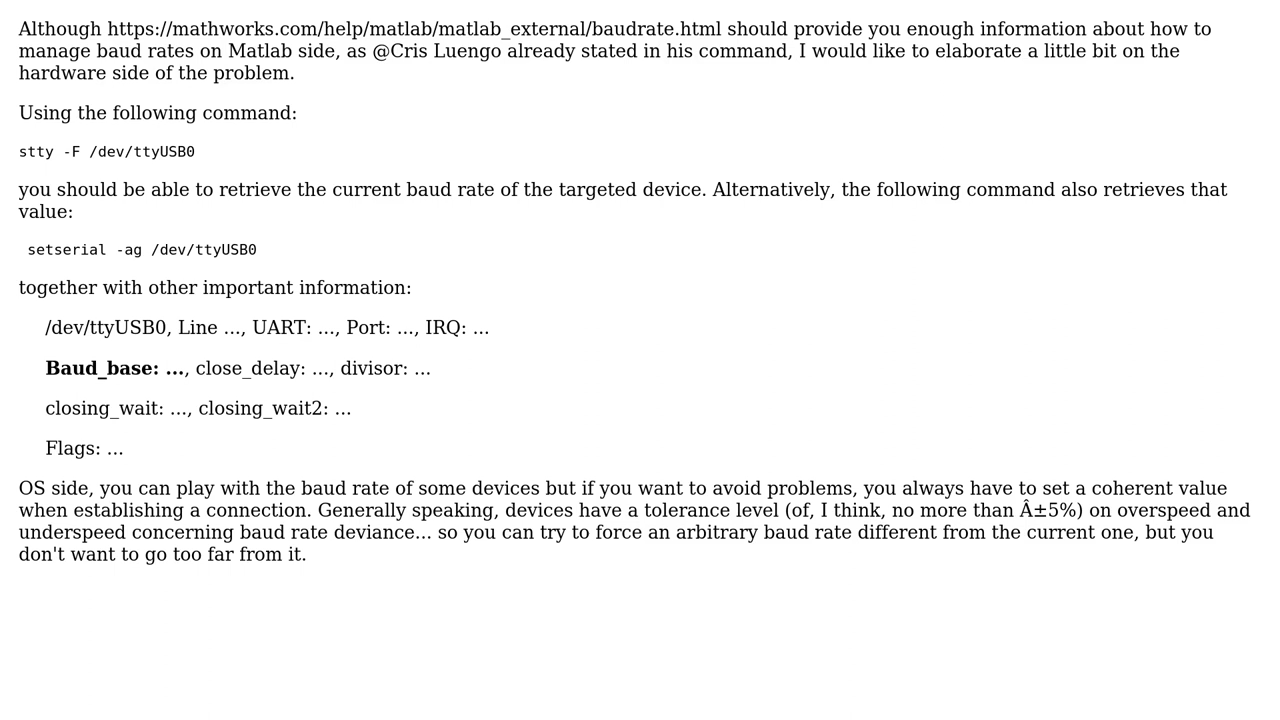 Although https://mathworks.com/help/matlab/matlab_external/baudrate.html should provide you enough information about how to
manage baud rates on Matlab side, as @Cris Luengo already stated in his command, I would like to elaborate a little bit on the
hardware side of the problem.
Using the following command:
stty -F /dev/ttyUSB0
you should be able to retrieve the current baud rate of the targeted device. Alternatively, the following command also retrieves that
value:
setserial -ag /dev/ttyUSB0
together with other important information:
/dev/ttyUSB0, Line ..., UART: ..., Port: ..., IRQ: ...
Baud_base: ..., close_delay: ..., divisor: ...
closing_wait: ..., closing_wait2: ...
Flags: ...
OS side, you can play with the baud rate of some devices but if you want to avoid problems, you always have to set a coherent value
when establishing a connection. Generally speaking, devices have a tolerance level (of, I think, no more than Â±5%) on overspeed and
underspeed concerning baud rate deviance... so you can try to force an arbitrary baud rate different from the current one, but you
don't want to go too far from it.